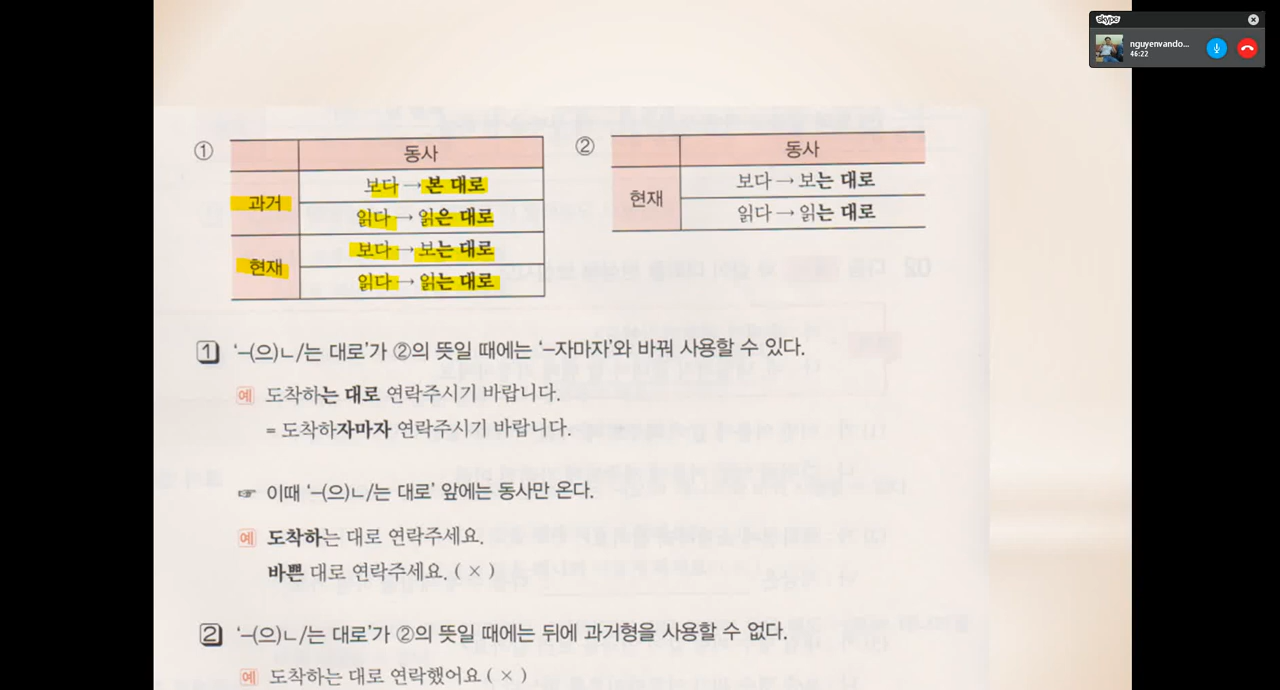 skype
nguyenvando...
46:22
①
동사
과거
보다 → 본 대로
읽다 → 읽은 대로
현재
보다 → 보는 대로
읽다 → 읽는 대로
②
동사
현재
보다 → 보는 대로
읽다 → 읽는 대로
1 '-(으)ㄴ/는 대로'가 ②의 뜻일 때에는 '-자마자'와 바꿔 사용할 수 있다.
예 도착하는 대로 연락주시기 바랍니다.
= 도착하자마자 연락주시기 바랍니다.
☞ 이때 '-(으)ㄴ/는 대로' 앞에는 동사만 온다.
예 도착하는 대로 연락주세요.
바쁜 대로 연락주세요. ( × )
2 '-(으)ㄴ/는 대로'가 ②의 뜻일 때에는 뒤에 과거형을 사용할 수 없다.
예 도착하는 대로 연락했어요 ( × )